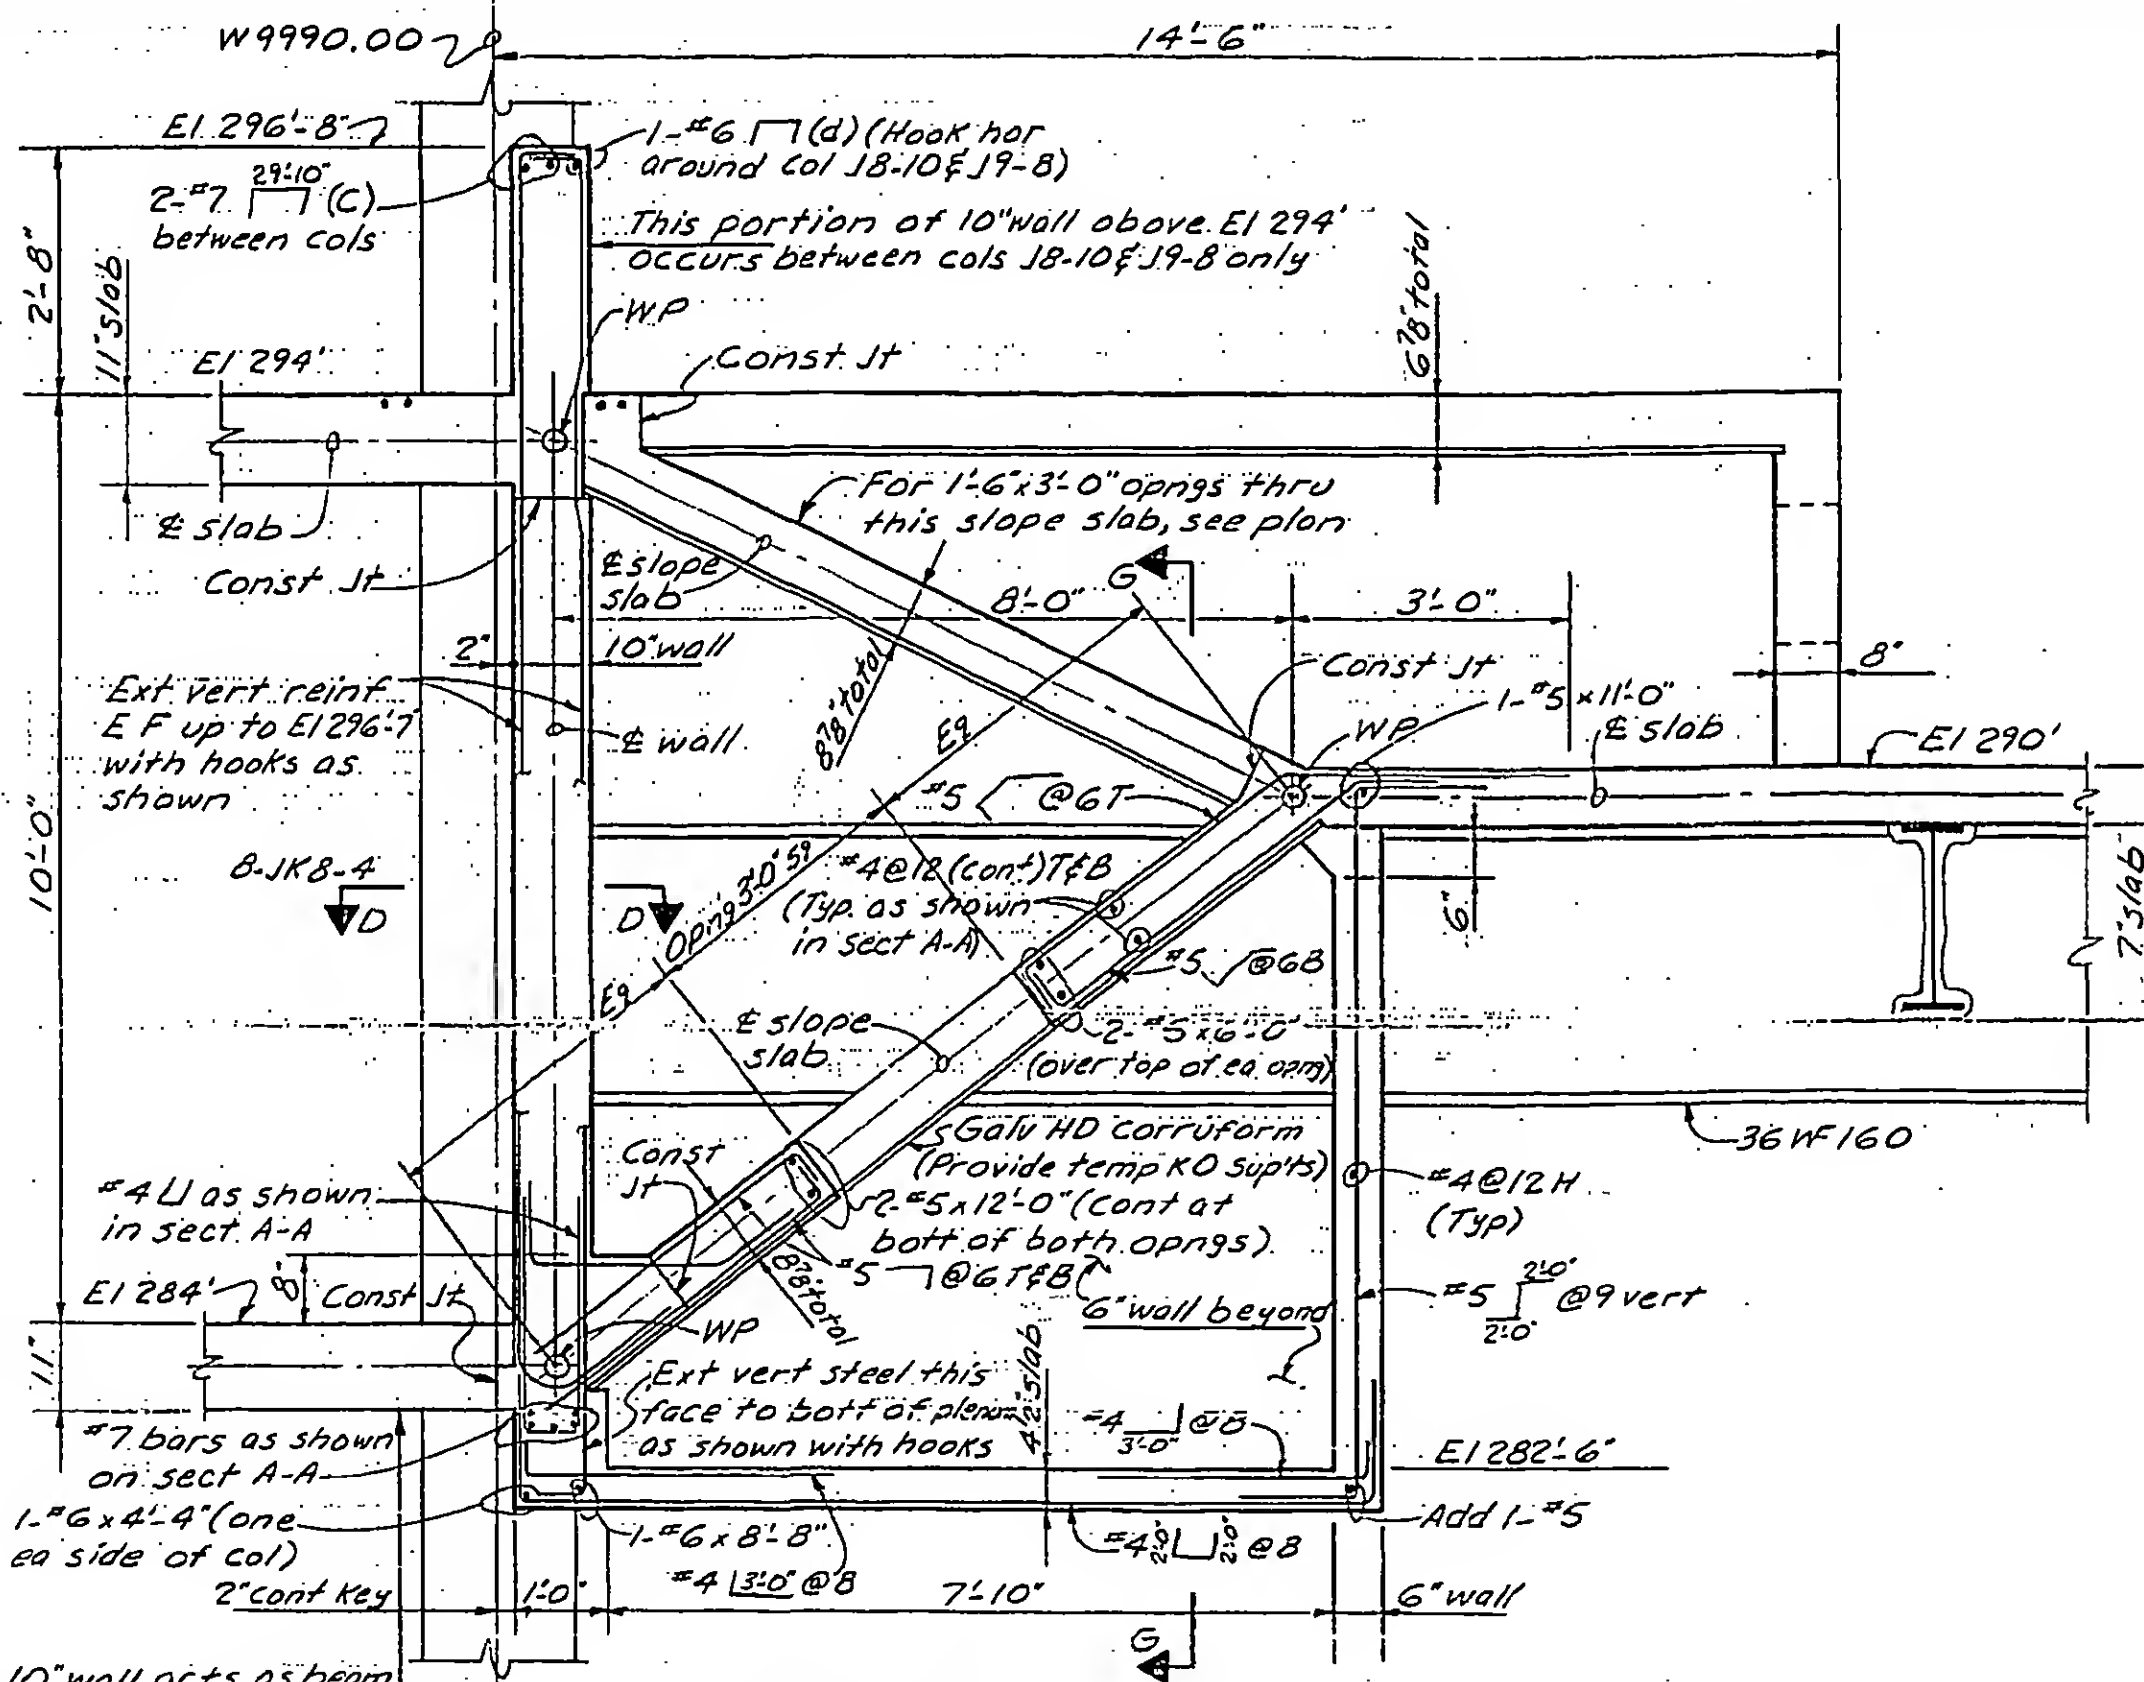 W9990.00
14'-6"
El 296'-8"
1-#6 (d) (Hook hor
around col J8-10 & J9-8)
29'-10"
2-#7 (C)
between cols
This portion of 10" wall above El 294'
occurs between cols J8-10 & J9-8 only
2'-8"
11" slab
6⅞" total
WP
El 294'
Const Jt
For 1'-6" x 3'-0" opngs thru
this slope slab, see plan
℄ slab
Const Jt
℄ slope
slab
G
8'-0"
3'-0"
2"
10" wall
8⅞" total
Const Jt
8"
Ext vert reinf
E F up to El 296'-7"
with hooks as
shown
1-#5 x 11'-0"
℄ wall
Eq
WP
℄ slab
El 290'
#5 @6T
10'-0"
8-JK8-4
D
D
Opn'g 3'-0" sq
#4@12 (cont) T&B
(Typ. as shown
in sect A-A)
6"
7" slab
#5 @6B
Eq
℄ slope
slab
2-#5 x 6'-0"
(over top of ea opng)
Galv HD Corruform
(Provide temp KO sup'ts)
36 WF 160
Const
Jt
#4 as shown
in sect. A-A
2-#5 x 12'-0" (Cont at
bott of both opngs)
#4@12 H
(Typ)
8"
#5 @6 T&B
8⅞" total
El 284'
Const Jt
6" wall beyond
2'-0"
#5 @9 vert
2'-0"
WP
11"
Ext vert steel this
face to bott of plenum
as shown with hooks
4½" slab
#4 @8
3'-0"
#7 bars as shown
on sect A-A
El 282'-6"
1-#6 x 4'-4" (one
ea side of col)
Add 1-#5
1-#6 x 8'-8"
#4 2'-0" 2'-0" @8
#4 3'-0" @8
2" cont key
1'-0"
7'-10"
6" wall
G
10" wall acts as beam